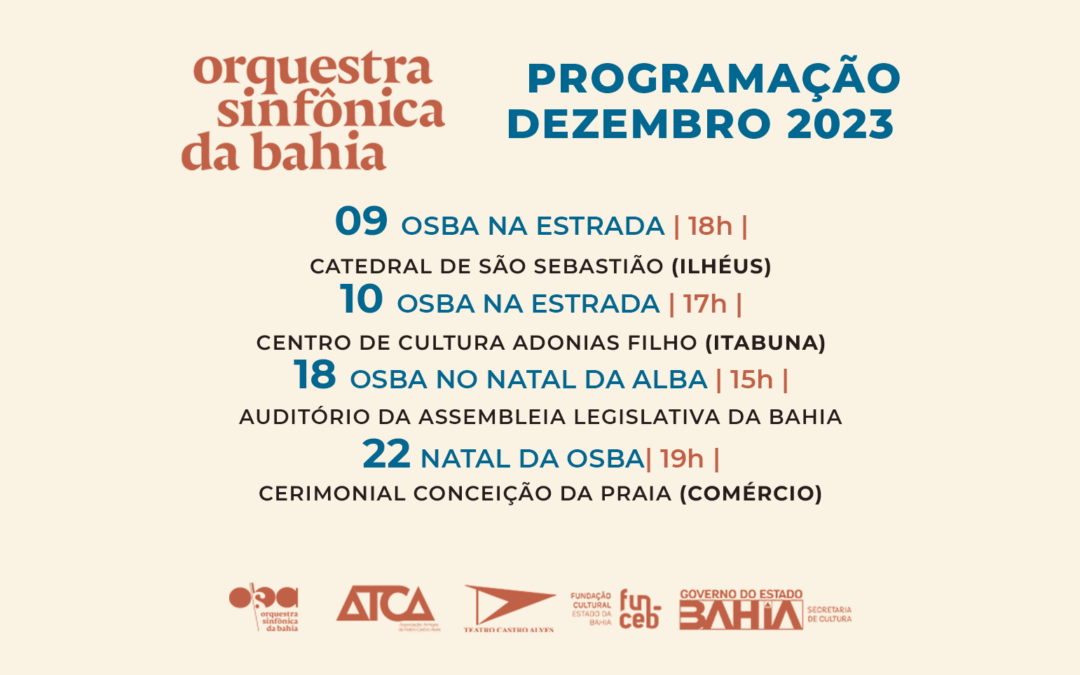 orquestra
sinfônica
da bahia
PROGRAMAÇÃO
DEZEMBRO 2023
09 OSBA NA ESTRADA | 18h |
CATEDRAL DE SÃO SEBASTIÃO (ILHÉUS)
10 OSBA NA ESTRADA | 17h |
CENTRO DE CULTURA ADONIAS FILHO (ITABUNA)
18 OSBA NO NATAL DA ALBA | 15h |
AUDITÓRIO DA ASSEMBLEIA LEGISLATIVA DA BAHIA
22 NATAL DA OSBA| 19h |
CERIMONIAL CONCEIÇÃO DA PRAIA (COMÉRCIO)
orquestra
sinfônica
da bahia
ATCA
TEATRO CASTRO ALVES
FUNDAÇÃO
CULTURAL
ESTADO DA
BAHIA
fun-
ceb
GOVERNO DO ESTADO
BAHIA
SECRETARIA
DE CULTURA